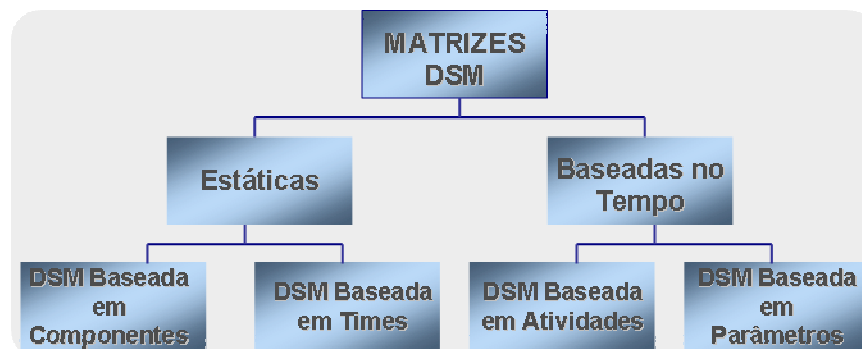 MATRIZES
DSM
Estáticas
Baseadas no
Tempo
DSM Baseada
em
Componentes
DSM Baseada
em Times
DSM Baseada
em Atividades
DSM Baseada
em
Parâmetros